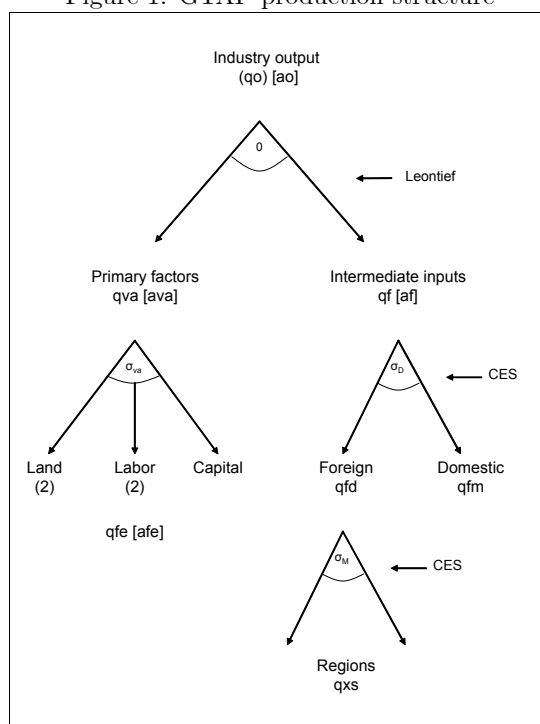 Figure 1: GTAP production structure
Industry output
(qo) [ao]
0
Leontief
Primary factors
qva [ava]
Intermediate inputs
qf [af]
σva
σD
CES
Land
(2)
Labor
(2)
Capital
Foreign
qfd
Domestic
qfm
qfe [afe]
σM
CES
Regions
qxs